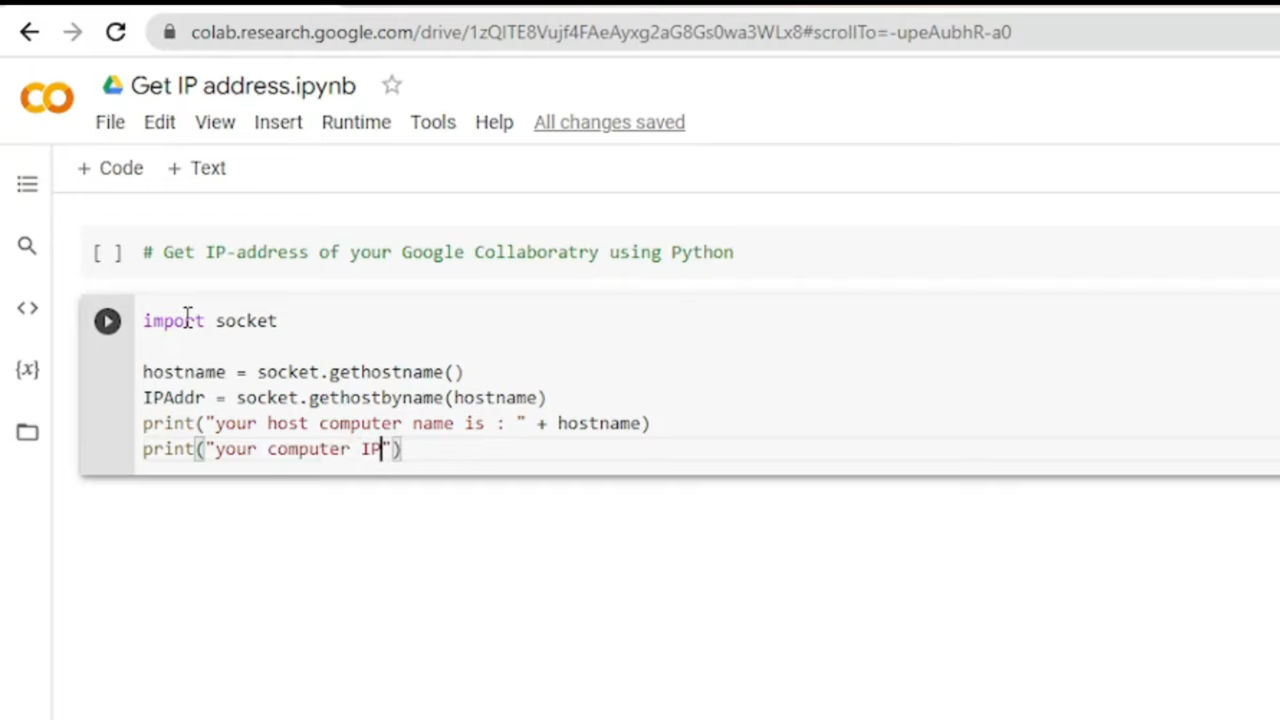 colab.research.google.com/drive/1zQITE8Vujf4FAeAyxg2aG8Gs0wa3WLx8#scrollTo=-upeAubhR-a0
CO Get IP address.ipynb
File Edit View Insert Runtime Tools Help All changes saved
+ Code + Text
[ ] # Get IP-address of your Google Collaboratry using Python
import socket
hostname = socket.gethostname()
IPAddr = socket.gethostbyname(hostname)
print("your host computer name is : " + hostname)
print("your computer IP")
{x}